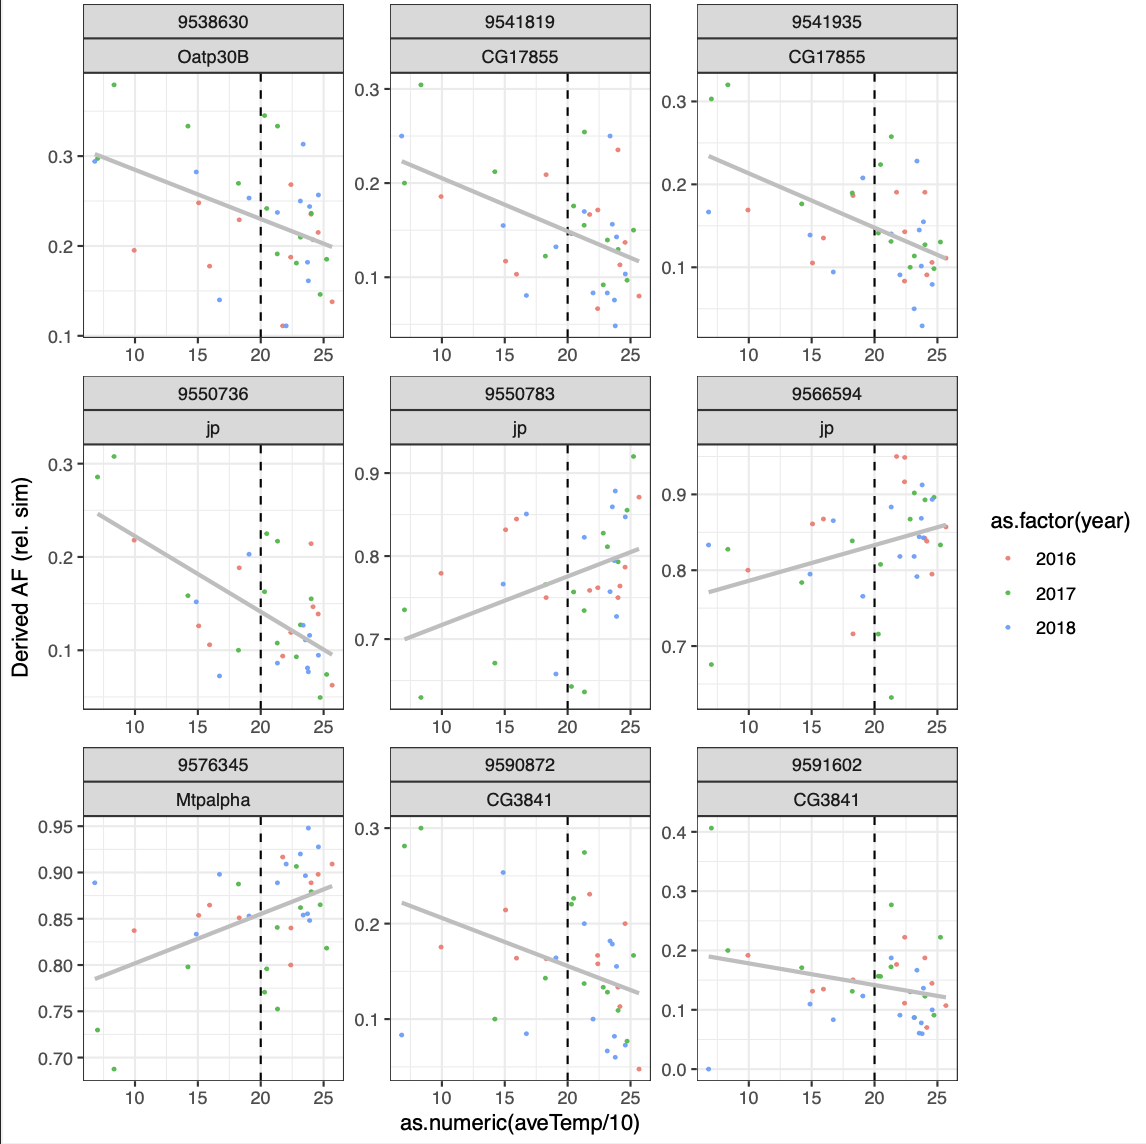 9538630 9541819 9541935
Oatp30B CG17855 CG17855
0.3 0.2 0.1
0.3 0.2 0.1
0.3 0.2 0.1
10 15 20 25 10 15 20 25 10 15 20 25
9550736 9550783 9566594
jp jp jp
0.3 0.2 0.1
0.9 0.8 0.7
0.9 0.8 0.7
10 15 20 25 10 15 20 25 10 15 20 25
9576345 9590872 9591602
Mtpalpha CG3841 CG3841
0.95 0.90 0.85 0.80 0.75 0.70
0.3 0.2 0.1
0.4 0.3 0.2 0.1 0.0
10 15 20 25 10 15 20 25 10 15 20 25
Derived AF (rel. sim)
as.numeric(aveTemp/10)
as.factor(year)
2016
2017
2018